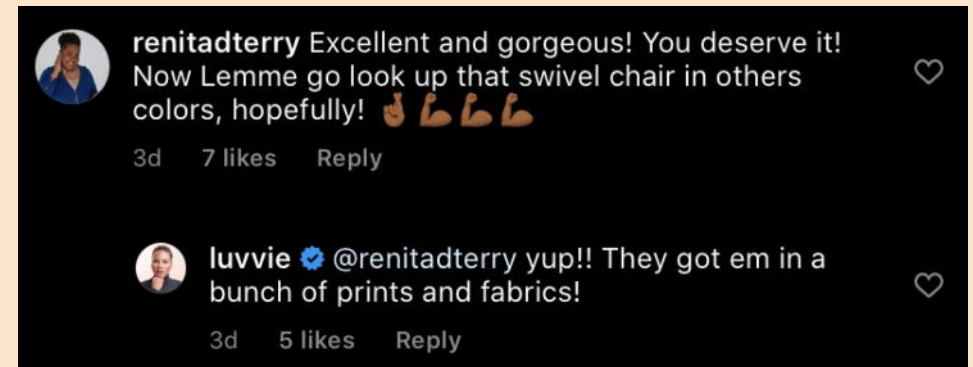 renitadterry Excellent and gorgeous! You deserve it!
Now Lemme go look up that swivel chair in others
colors, hopefully! 🤞🏾💪🏾💪🏾💪🏾
3d 7 likes Reply
luvvie @renitadterry yup!! They got em in a
bunch of prints and fabrics!
3d 5 likes Reply